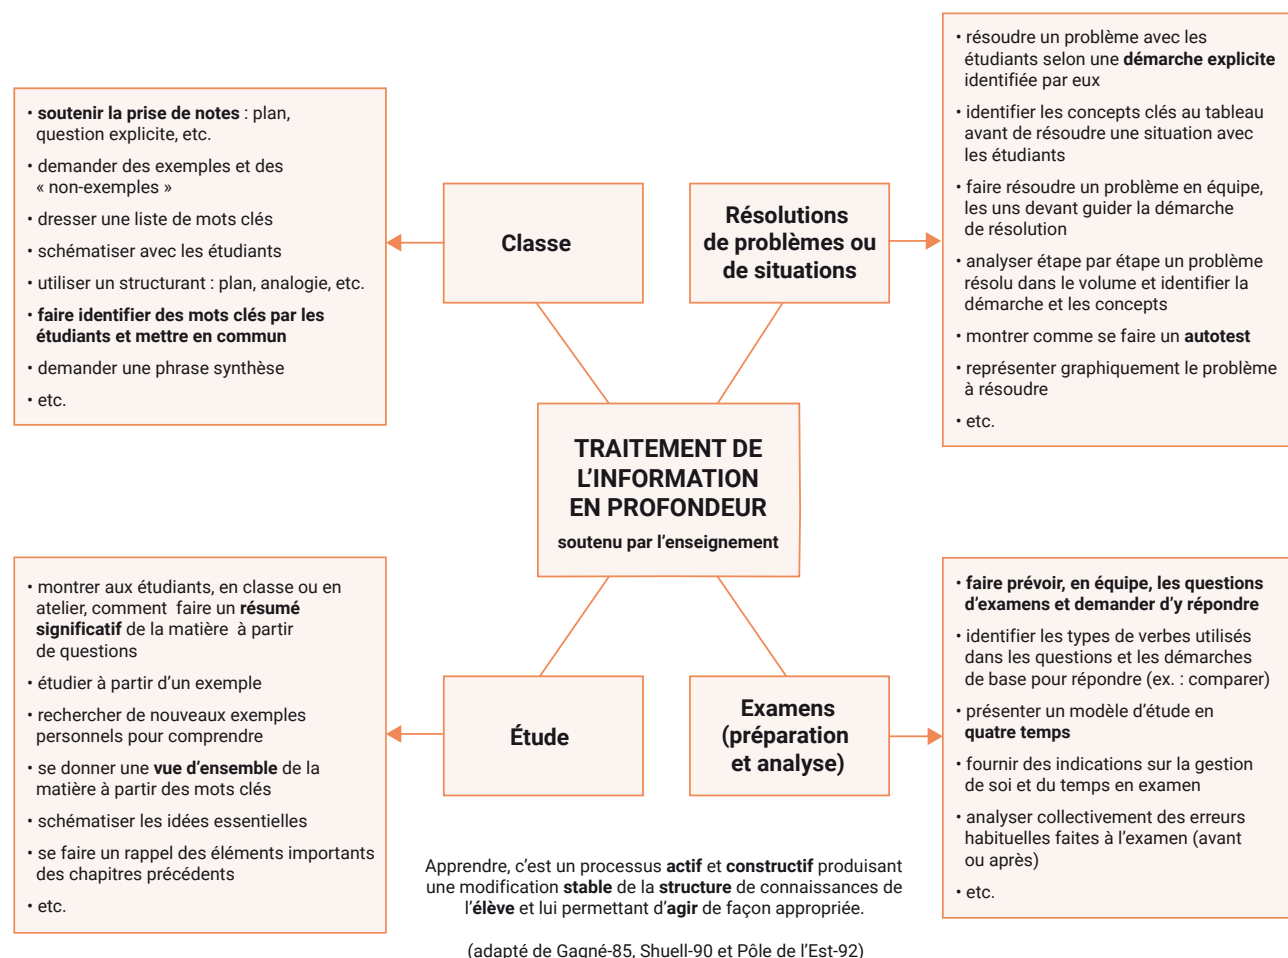 • soutenir la prise de notes : plan,
question explicite, etc.
• demander des exemples et des
« non-exemples »
• dresser une liste de mots clés
• schématiser avec les étudiants
• utiliser un structurant : plan, analogie, etc.
• faire identifier des mots clés par les
étudiants et mettre en commun
• demander une phrase synthèse
• etc.
Classe
Résolutions
de problèmes ou
de situations
• résoudre un problème avec les
étudiants selon une démarche explicite
identifiée par eux
• identifier les concepts clés au tableau
avant de résoudre une situation avec
les étudiants
• faire résoudre un problème en équipe,
les uns devant guider la démarche
de résolution
• analyser étape par étape un problème
résolu dans le volume et identifier la
démarche et les concepts
• montrer comme se faire un autotest
• représenter graphiquement le problème
à résoudre
• etc.
TRAITEMENT DE
L’INFORMATION
EN PROFONDEUR
soutenu par l’enseignement
• montrer aux étudiants, en classe ou en
atelier, comment faire un résumé
significatif de la matière à partir
de questions
• étudier à partir d’un exemple
• rechercher de nouveaux exemples
personnels pour comprendre
• se donner une vue d’ensemble de la
matière à partir des mots clés
• schématiser les idées essentielles
• se faire un rappel des éléments importants
des chapitres précédents
• etc.
Étude
Examens
(préparation
et analyse)
• faire prévoir, en équipe, les questions
d’examens et demander d’y répondre
• identifier les types de verbes utilisés
dans les questions et les démarches
de base pour répondre (ex. : comparer)
• présenter un modèle d’étude en
quatre temps
• fournir des indications sur la gestion
de soi et du temps en examen
• analyser collectivement des erreurs
habituelles faites à l’examen (avant
ou après)
• etc.
Apprendre, c’est un processus actif et constructif produisant
une modification stable de la structure de connaissances de
l’élève et lui permettant d’agir de façon appropriée.
(adapté de Gagné-85, Shuell-90 et Pôle de l’Est-92)